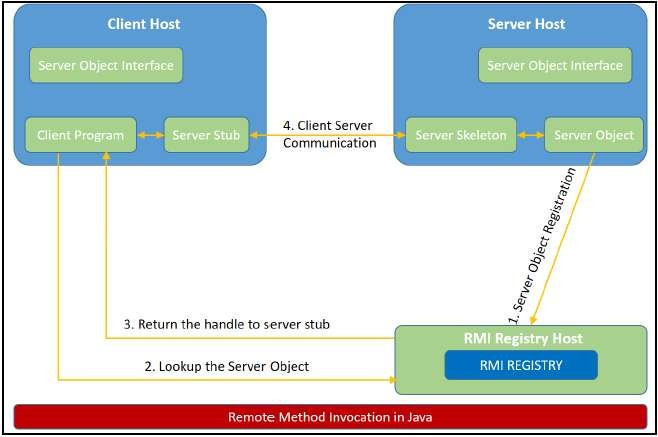 Client Host
Server Host
Server Object Interface
Server Object Interface
Client Program
Server Stub
4. Client Server
Communication
Server Skeleton
Server Object
1. Server Object Registration
3. Return the handle to server stub
2. Lookup the Server Object
RMI Registry Host
RMI REGISTRY
Remote Method Invocation in Java